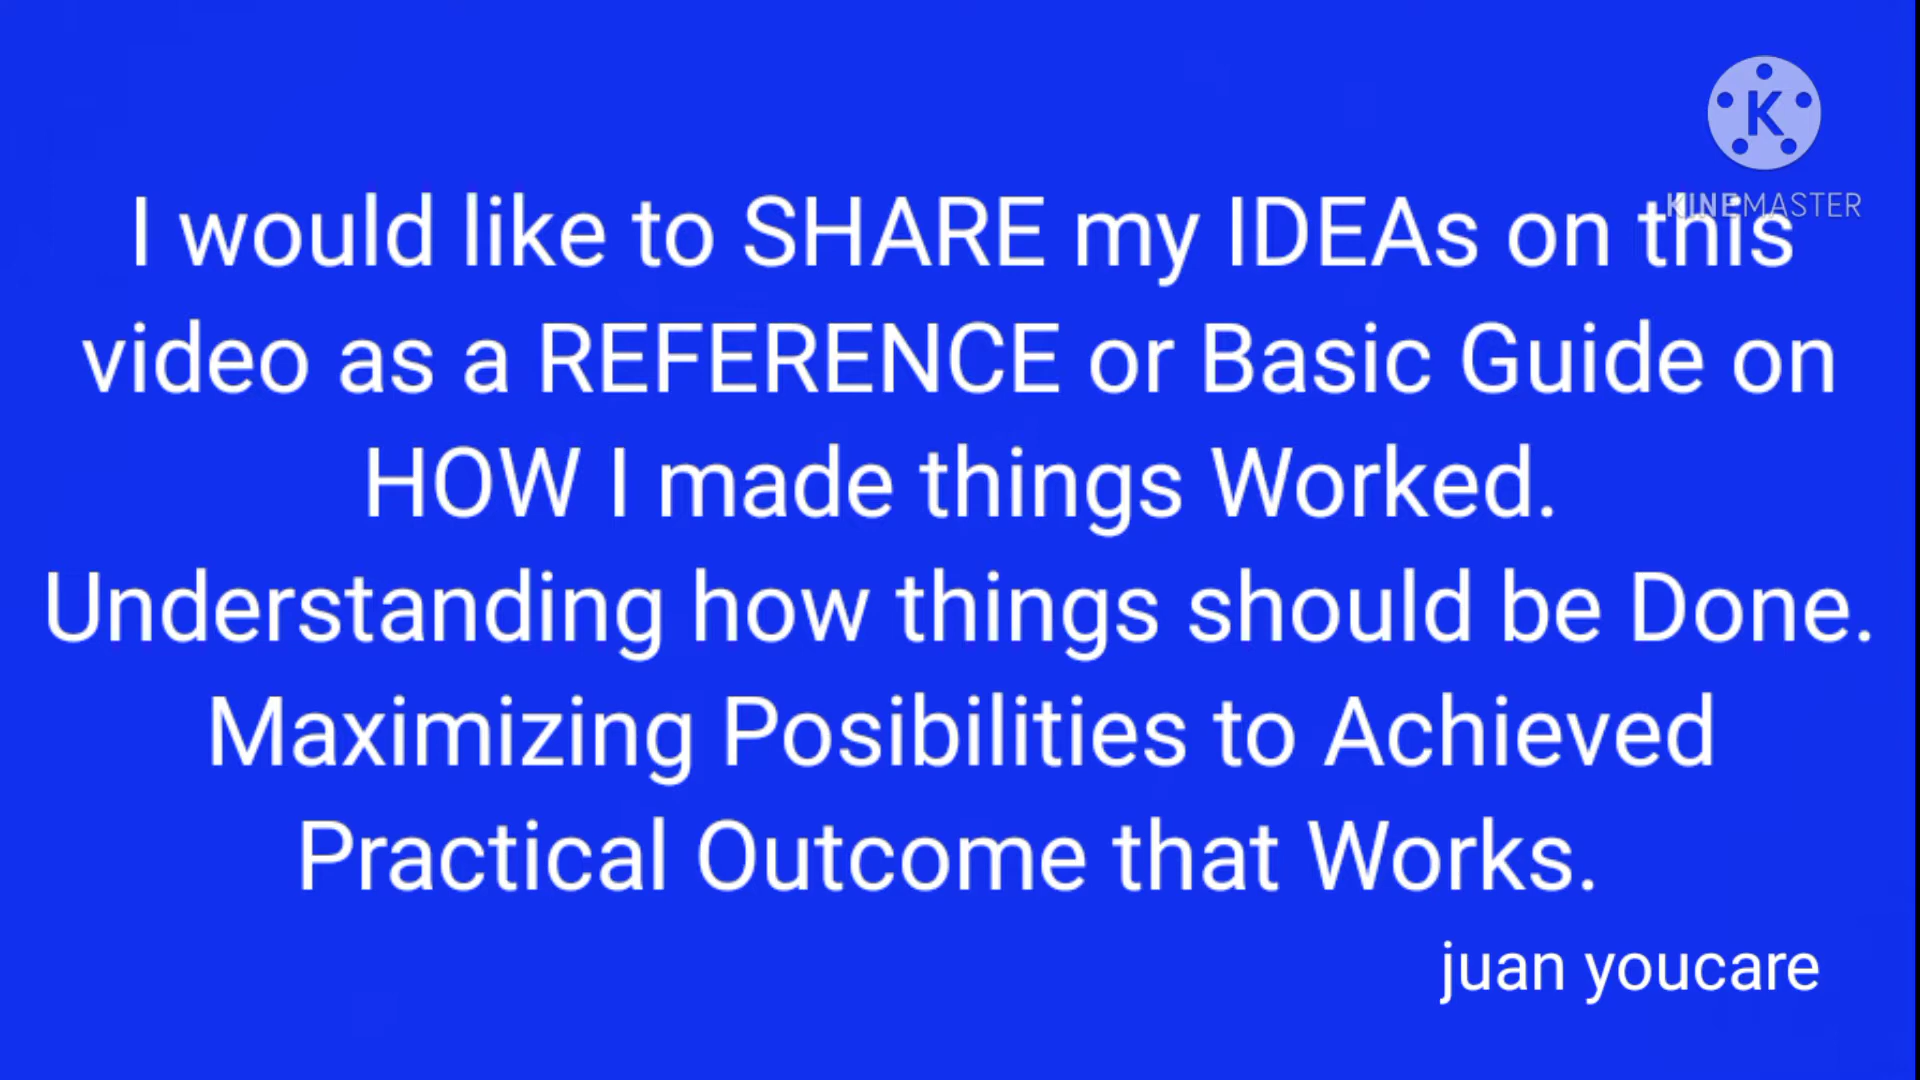 K
KINEMASTER
I would like to SHARE my IDEAs on this
video as a REFERENCE or Basic Guide on
HOW I made things Worked.
Understanding how things should be Done.
Maximizing Posibilities to Achieved
Practical Outcome that Works.
juan youcare